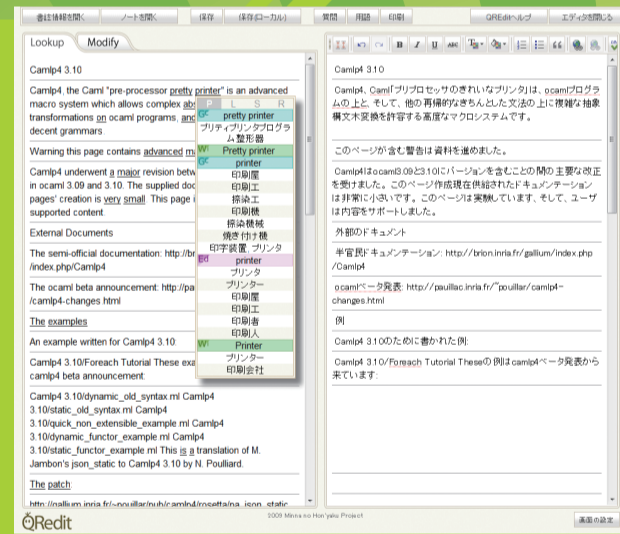 書誌情報を開く ノートを開く 保存 保存(ローカル) 質問 用語 印刷 QReditヘルプ エディタを閉じる
Lookup Modify
Camlp4 3.10
Camlp4, the Caml "pre-processor pretty printer" is an advanced
macro system which allows complex
transformations on ocaml programs, and
decent grammars.
Warning this page contains advanced
Camlp4 underwent a major revision
in ocaml 3.09 and 3.10. The supplied
pages' creation is very small. This page
supported content.
External Documents
The semi-official documentation: http://
/index.php/Camlp4
The ocaml beta announcement: http://
/camlp4-changes html
The examples
An example written for Camlp4 3.10:
Camlp4 3.10/Foreach Tutorial These
camlp4 beta announcement:
Camlp4 3.10/dynamic_old_syntax ml Camlp4
3.10/static_old_syntax ml Camlp4
3.10/quick_non_extensible_example ml Camlp4
3.10/dynamic_functor_example ml Camlp4
3.10/static_functor_example ml This is a translation of M.
Jambon's json_static to Camlp4 3.10 by N. Poulliard.
The patch:
P L S R
pretty printer
プリティプリンタプログラ
ム整形器
Pretty printer
printer
印刷屋
印刷工
捺染工
印刷機
捺染機械
焼き付け機
印字装置, プリンタ
Ed printer
プリンタ
プリンター
印刷屋
印刷工
印刷者
印刷人
Printer
プリンター
印刷会社
B I U ABC
Camlp4 3.10
Camlp4、Caml「プリプロセッサのきれいなプリンタ」は、ocamlプログラ
ムの上と、そして、他の再帰的なきちんとした文法の上に複雑な抽象
構文木変換を許容する高度なマクロシステムです。
このページが含む警告は資料を進めました。
Camlp4はocaml3.09と3.10にバージョンを含むことの間の主要な改正
を受けました。このページ作成現在供給されたドキュメンテーション
は非常に小さいです。このページは実験しています、そして、ユーザ
は内容をサポートしました。
外部のドキュメント
半官民ドキュメンテーション: http://brion.inria.fr/gallium/index.php
/Camlp4
ocamlベータ発表: http://pauillac.inria.fr/~pouillar/camlp4-
changes.html
例
Camlp4 3.10のために書かれた例:
Camlp4 3.10/Foreach Tutorial Theseの例はcamlp4ベータ発表から
来ています:
QRedit
2009 Minna no Hon'yaku Project
画面の設定